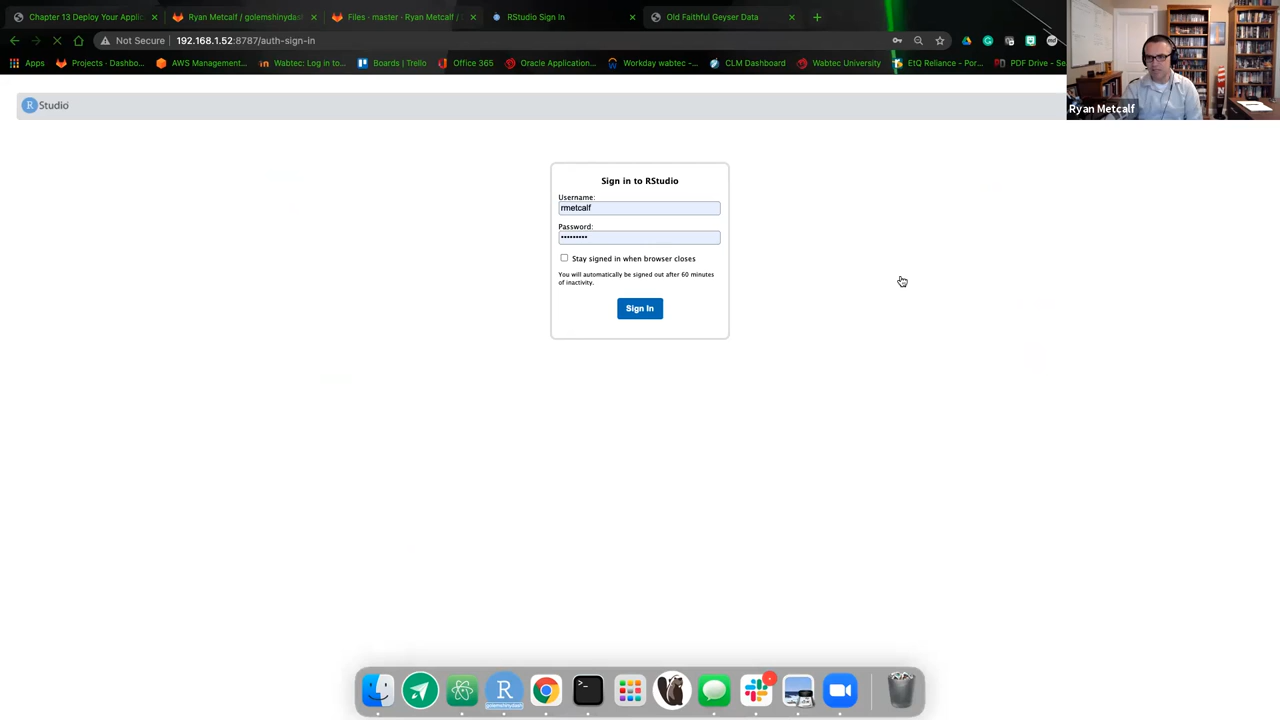 Chapter 13 Deploy Your Applic
Ryan Metcalf / golemshinydas
Files · master · Ryan Metcalf /
RStudio Sign In
Old Faithful Geyser Data
Not Secure
192.168.1.52:8787/auth-sign-in
Apps
Projects · Dashbo...
AWS Management...
Wabtec: Log in to...
Boards | Trello
Office 365
Oracle Application...
Workday wabtec -...
CLM Dashboard
Wabtec University
EtQ Reliance - Por...
PDF Drive - Se
Ryan Metcalf
R Studio
Sign in to RStudio
Username:
rmetcalf
Password:
•••••••••
Stay signed in when browser closes
You will automatically be signed out after 60 minutes
of inactivity.
Sign In
R
golemshinydash
>_